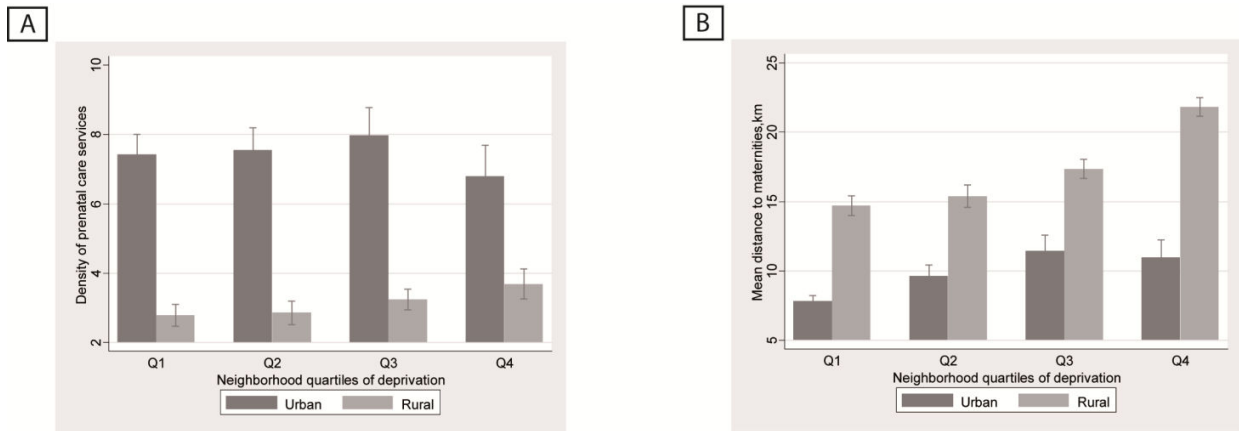 A
Density of prenatal care services
10
8
6
4
2
Q1 Q2 Q3 Q4
Neighborhood quartiles of deprivation
Urban Rural
B
Mean distance to maternities,km
25
20
15
10
5
Q1 Q2 Q3 Q4
Neighborhood quartiles of deprivation
Urban Rural